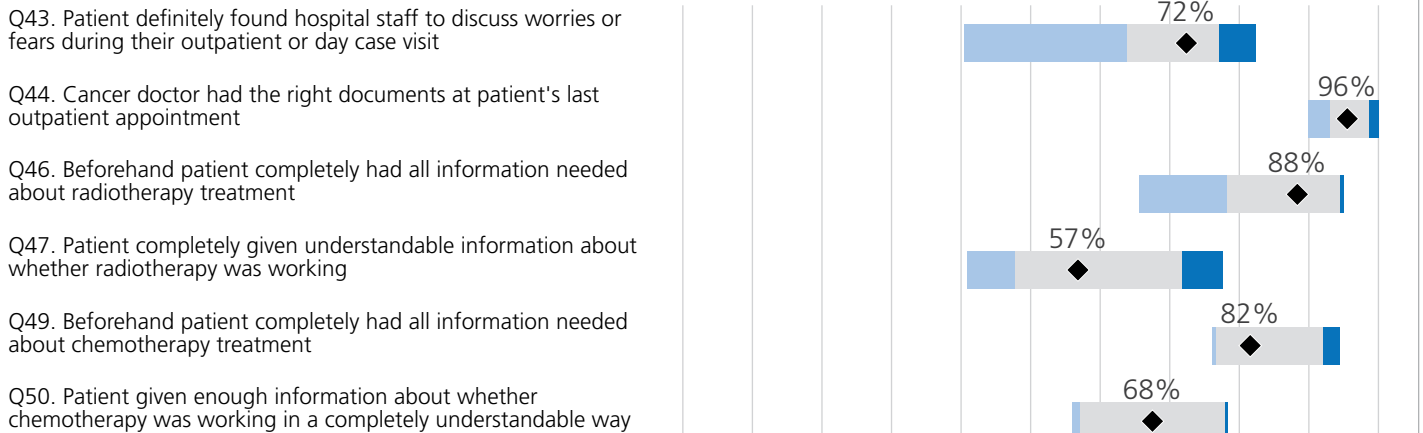 72%
Q43. Patient definitely found hospital staff to discuss worries or
fears during their outpatient or day case visit
96%
Q44. Cancer doctor had the right documents at patient's last
outpatient appointment
88%
Q46. Beforehand patient completely had all information needed
about radiotherapy treatment
57%
Q47. Patient completely given understandable information about
whether radiotherapy was working
82%
Q49. Beforehand patient completely had all information needed
about chemotherapy treatment
68%
Q50. Patient given enough information about whether
chemotherapy was working in a completely understandable way